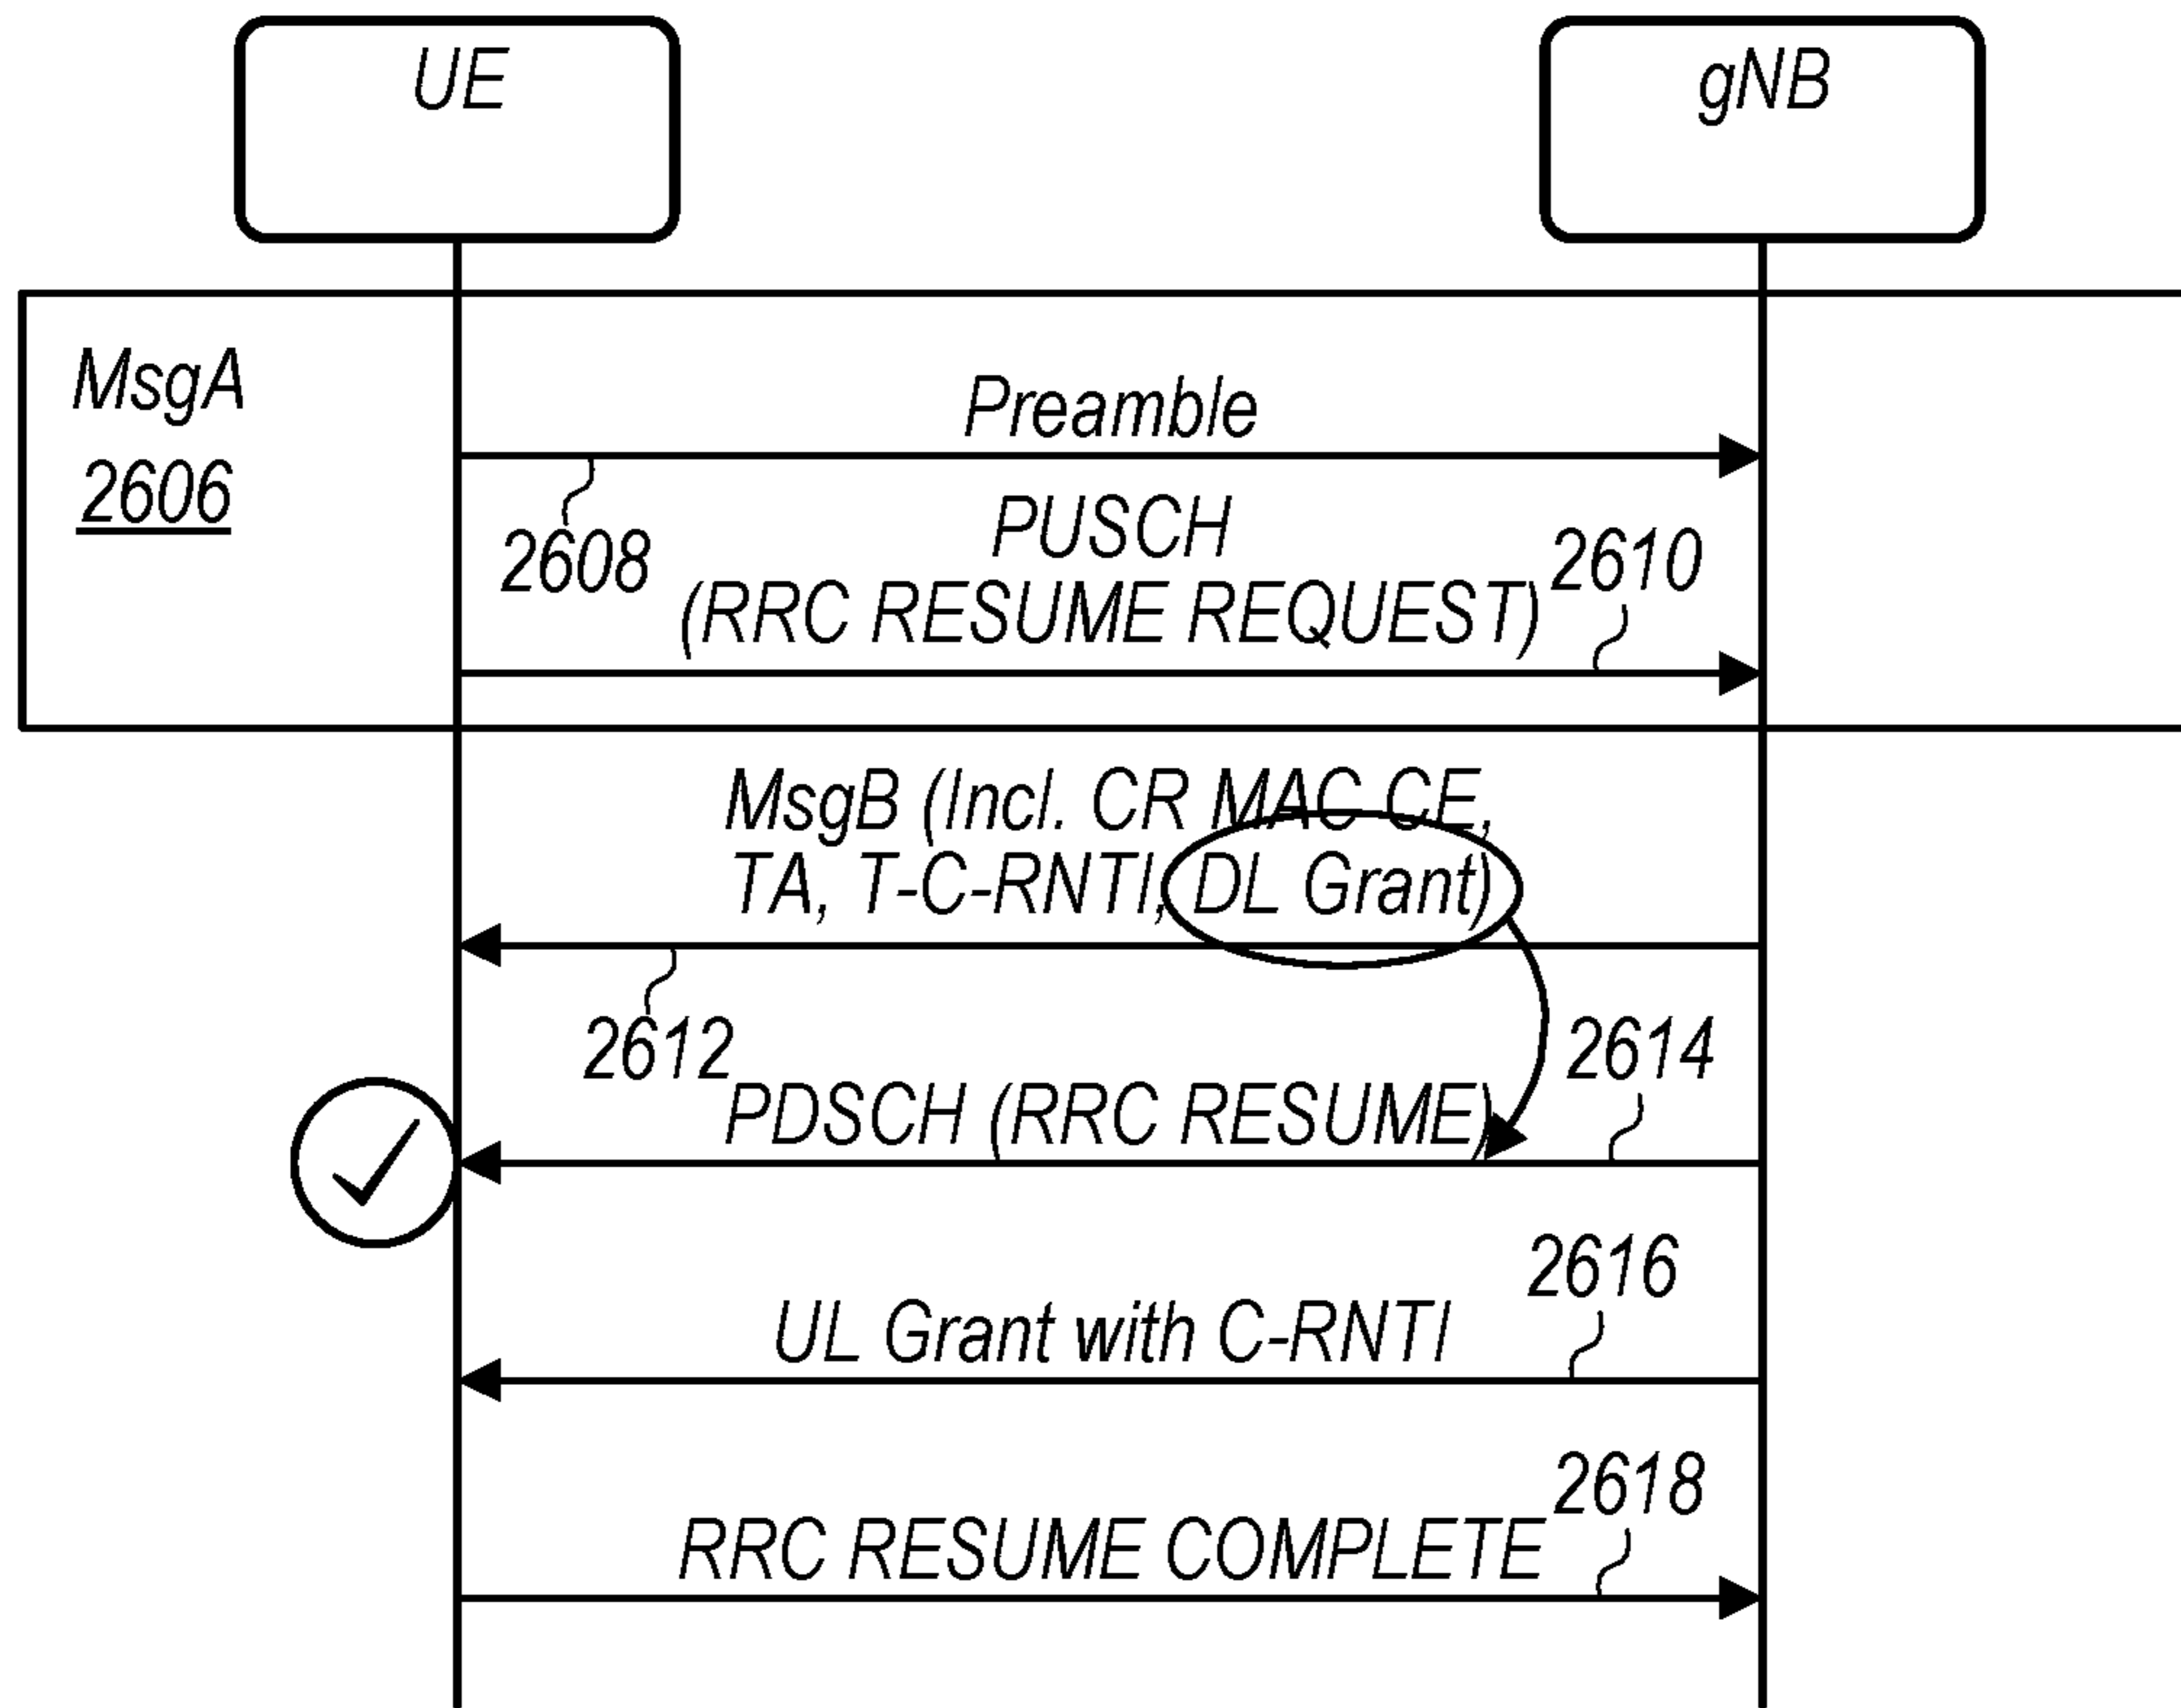 UE
gNB
MsgA
2606
Preamble
2608
PUSCH
(RRC RESUME REQUEST)
2610
MsgB (Incl. CR MAC CE,
TA, T-C-RNTI, DL Grant)
2612
2614
PDSCH (RRC RESUME)
2616
UL Grant with C-RNTI
2618
RRC RESUME COMPLETE